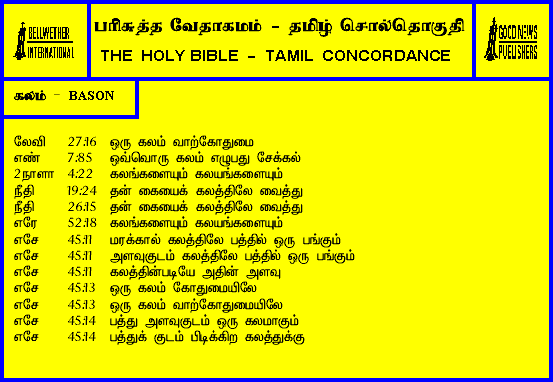 BELLWETHER
INTERNATIONAL
பரிசுத்த வேதாகமம் - தமிழ் சொல்தொகுதி
THE HOLY BIBLE - TAMIL CONCORDANCE
GOOD NEWS
PUBLISHERS
கலம் - BASON
லேவி 27:16 ஒரு கலம் வாற்கோதுமை
எண் 7:85 ஒவ்வொரு கலம் எழுபது சேக்கல்
2நாளா 4:22 கலங்களையும் கலயங்களையும்
நீதி 19:24 தன் கையைக் கலத்திலே வைத்து
நீதி 26:15 தன் கையைக் கலத்திலே வைத்து
எரே 52:18 கலங்களையும் கலயங்களையும்
எசே 45:11 மரக்கால் கலத்திலே பத்தில் ஒரு பங்கும்
எசே 45:11 அளவுகுடம் கலத்திலே பத்தில் ஒரு பங்கும்
எசே 45:11 கலத்தின்படியே அதின் அளவு
எசே 45:13 ஒரு கலம் கோதுமையிலே
எசே 45:13 ஒரு கலம் வாற்கோதுமையிலே
எசே 45:14 பத்து அளவுகுடம் ஒரு கலமாகும்
எசே 45:14 பத்துக் குடம் பிடிக்கிற கலத்துக்கு